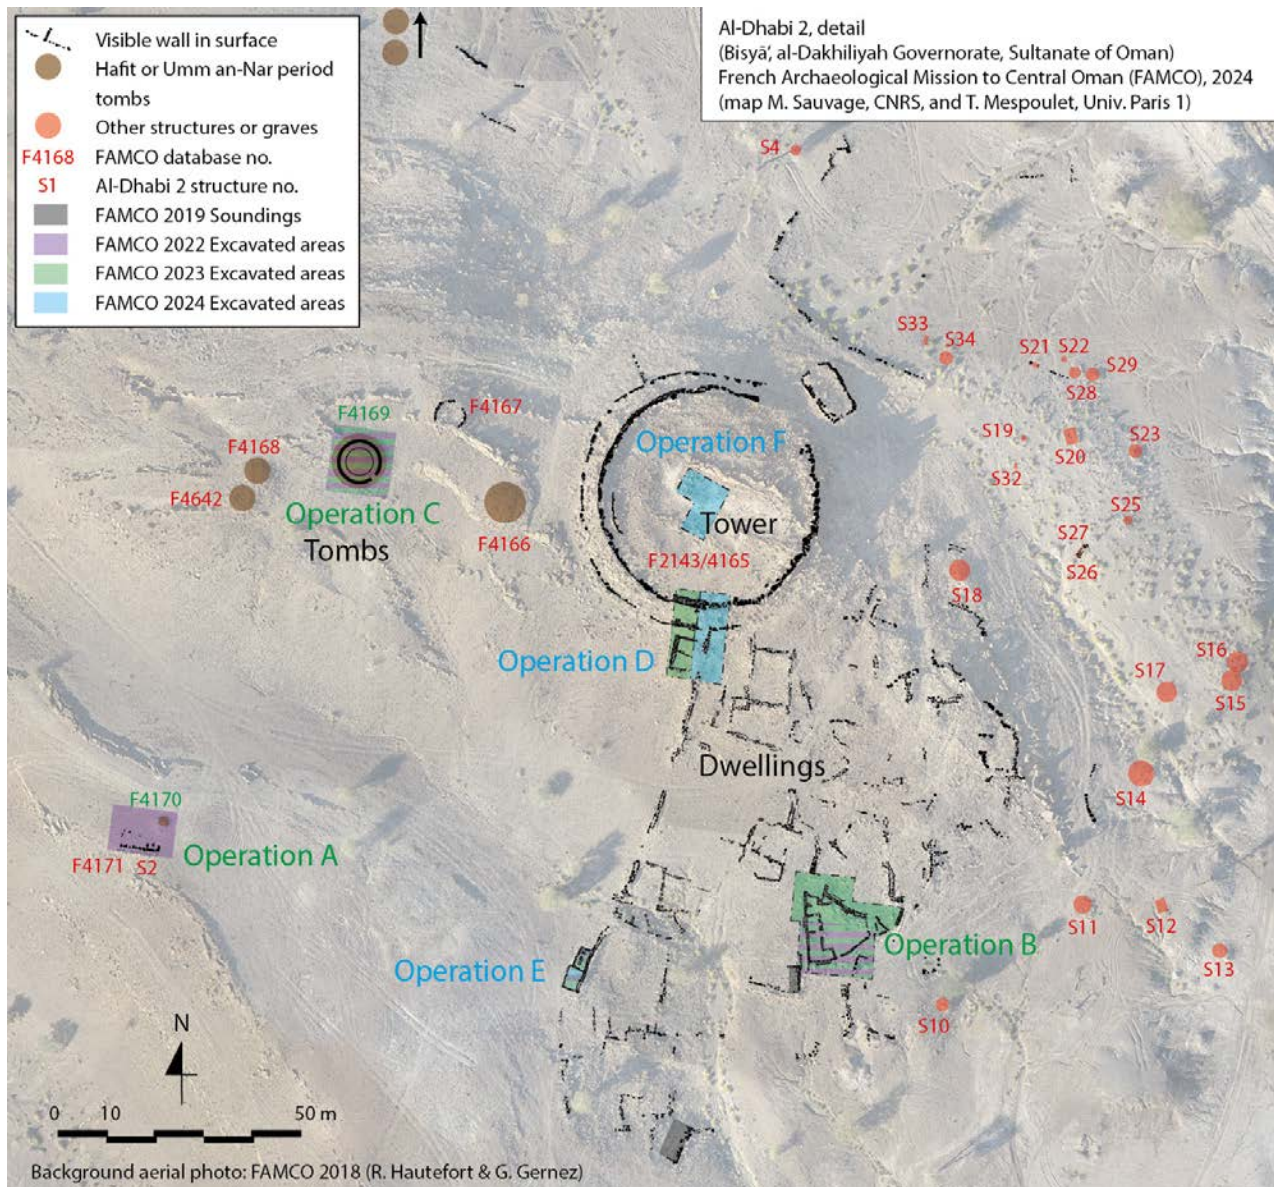 Visible wall in surface
Hafit or Umm an-Nar period
tombs
Other structures or graves
F4168 FAMCO database no.
S1 Al-Dhabi 2 structure no.
FAMCO 2019 Soundings
FAMCO 2022 Excavated areas
FAMCO 2023 Excavated areas
FAMCO 2024 Excavated areas
Al-Dhabi 2, detail
(Bisyā', al-Dakhiliyah Governorate, Sultanate of Oman)
French Archaeological Mission to Central Oman (FAMCO), 2024
(map M. Sauvage, CNRS, and T. Mespoulet, Univ. Paris 1)
S4
S33
S34
S21
S22
S29
S28
F4169
F4167
F4168
Operation F
S19
S20
S23
F4642
Operation C
Tombs
F4166
Tower
F2143/4165
S32
S25
S27
S26
S18
Operation D
S16
S17
S15
Dwellings
S14
F4170
Operation A
F4171
S2
S11
S12
Operation B
S13
Operation E
S10
N
0
10
50 m
Background aerial photo: FAMCO 2018 (R. Hautefort & G. Gernez)